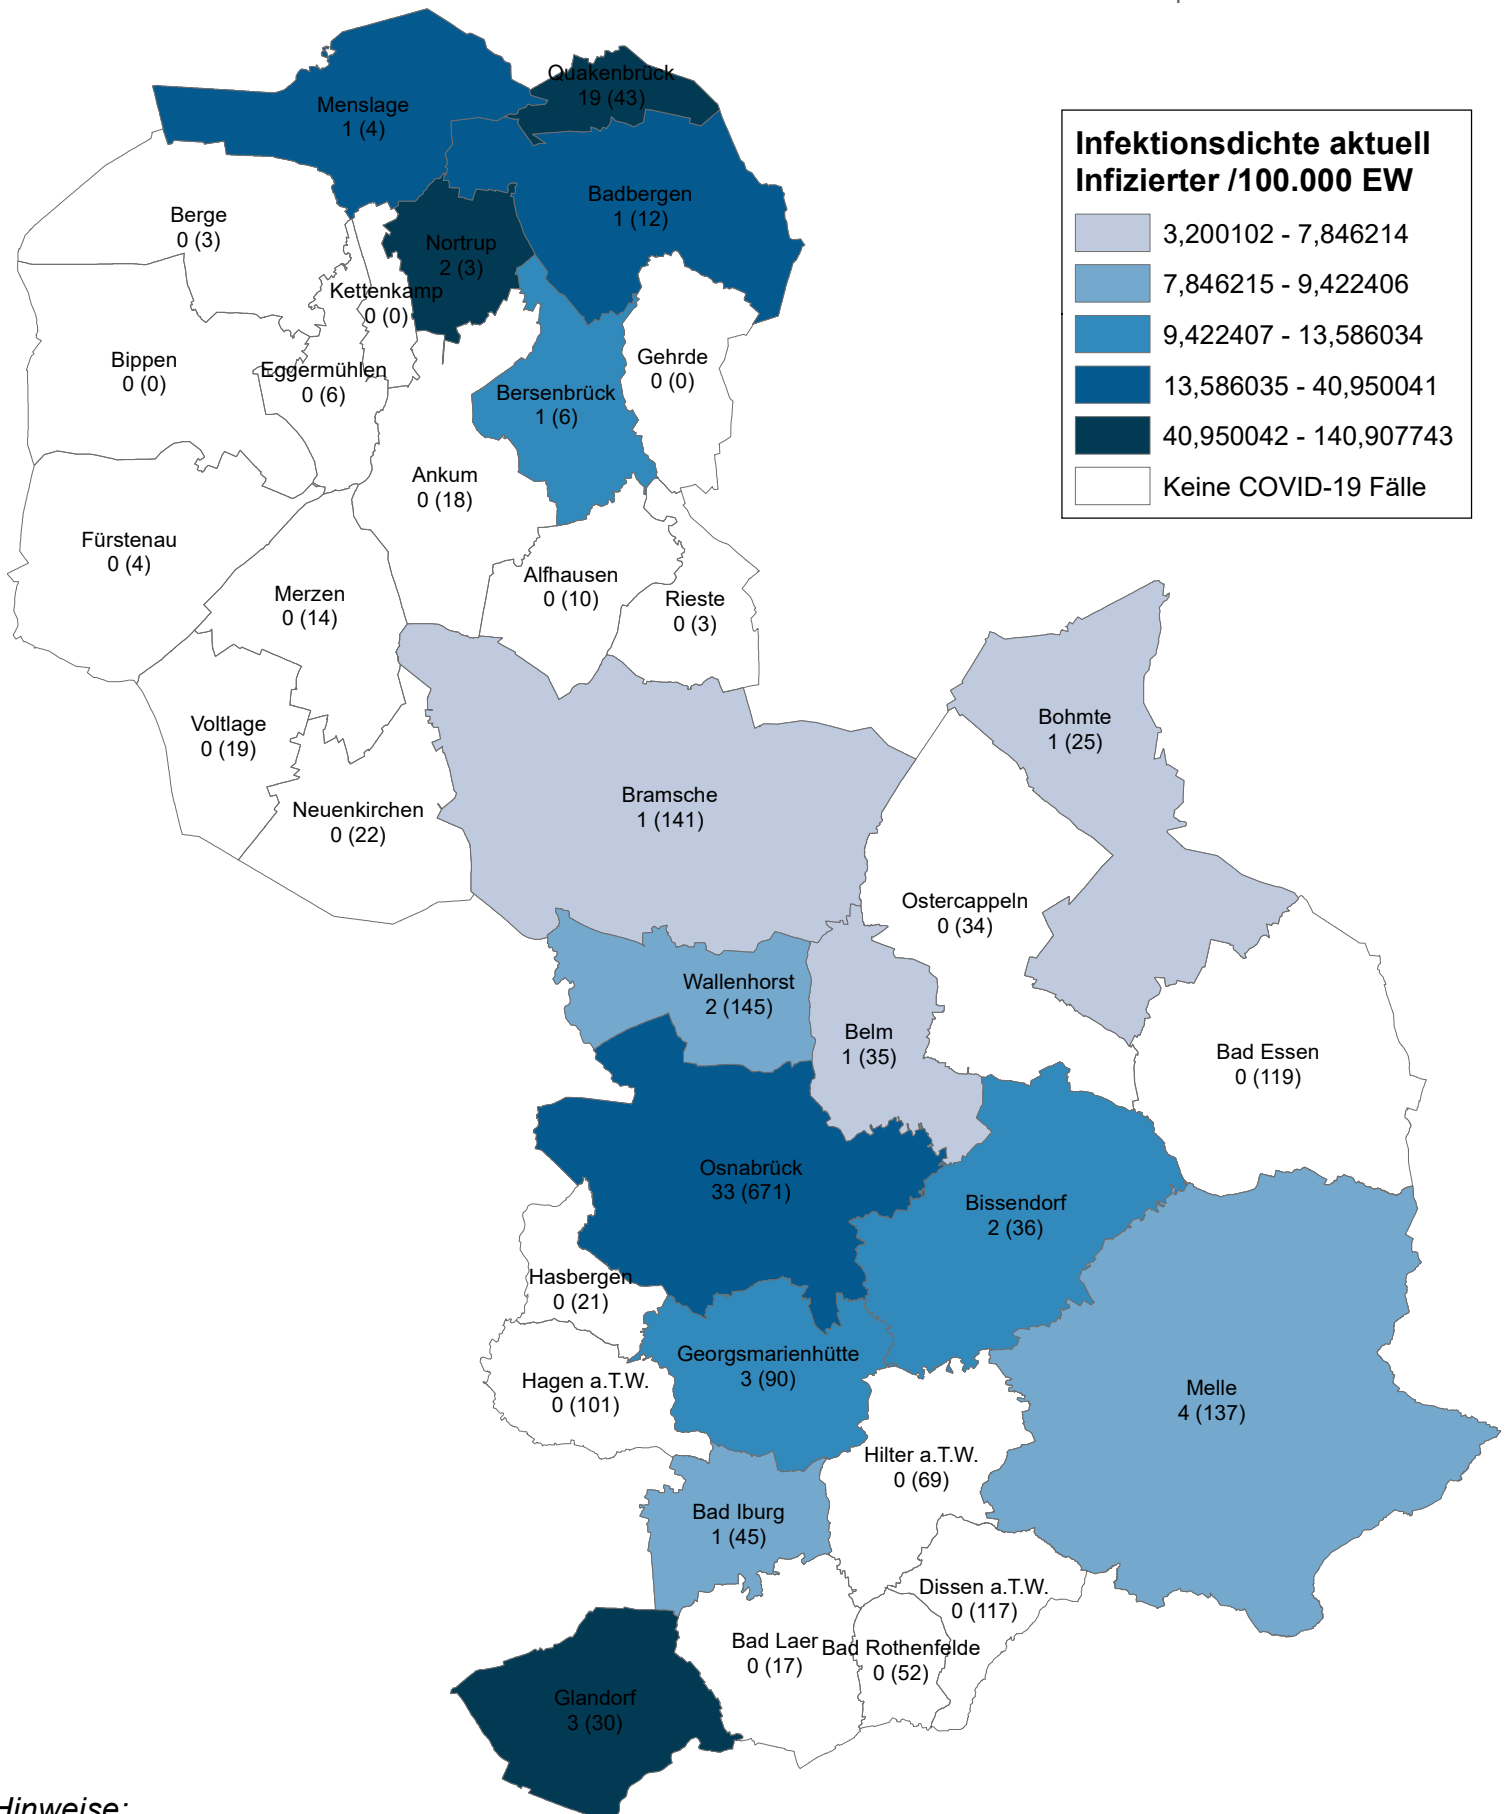 Quakenbrück
19 (43)
Menslage
1 (4)
Infektionsdichte aktuell
Infizierter /100.000 EW
3,200102 - 7,846214
7,846215 - 9,422406
9,422407 - 13,586034
13,586035 - 40,950041
40,950042 - 140,907743
Keine COVID-19 Fälle
Badbergen
1 (12)
Berge
0 (3)
Nortrup
2 (3)
Kettenkamp
0 (0)
Bippen
0 (0)
Eggermühlen
0 (6)
Gehrde
0 (0)
Bersenbrück
1 (6)
Ankum
0 (18)
Fürstenau
0 (4)
Alfhausen
0 (10)
Merzen
0 (14)
Rieste
0 (3)
Voltlage
0 (19)
Bohmte
1 (25)
Bramsche
1 (141)
Neuenkirchen
0 (22)
Ostercappeln
0 (34)
Wallenhorst
2 (145)
Belm
1 (35)
Bad Essen
0 (119)
Osnabrück
33 (671)
Bissendorf
2 (36)
Hasbergen
0 (21)
Georgsmarienhütte
3 (90)
Hagen a.T.W.
0 (101)
Melle
4 (137)
Hilter a.T.W.
0 (69)
Bad Iburg
1 (45)
Dissen a.T.W.
0 (117)
Bad Laer
0 (17)
Bad Rothenfelde
0 (52)
Glandorf
3 (30)
Hinweise: